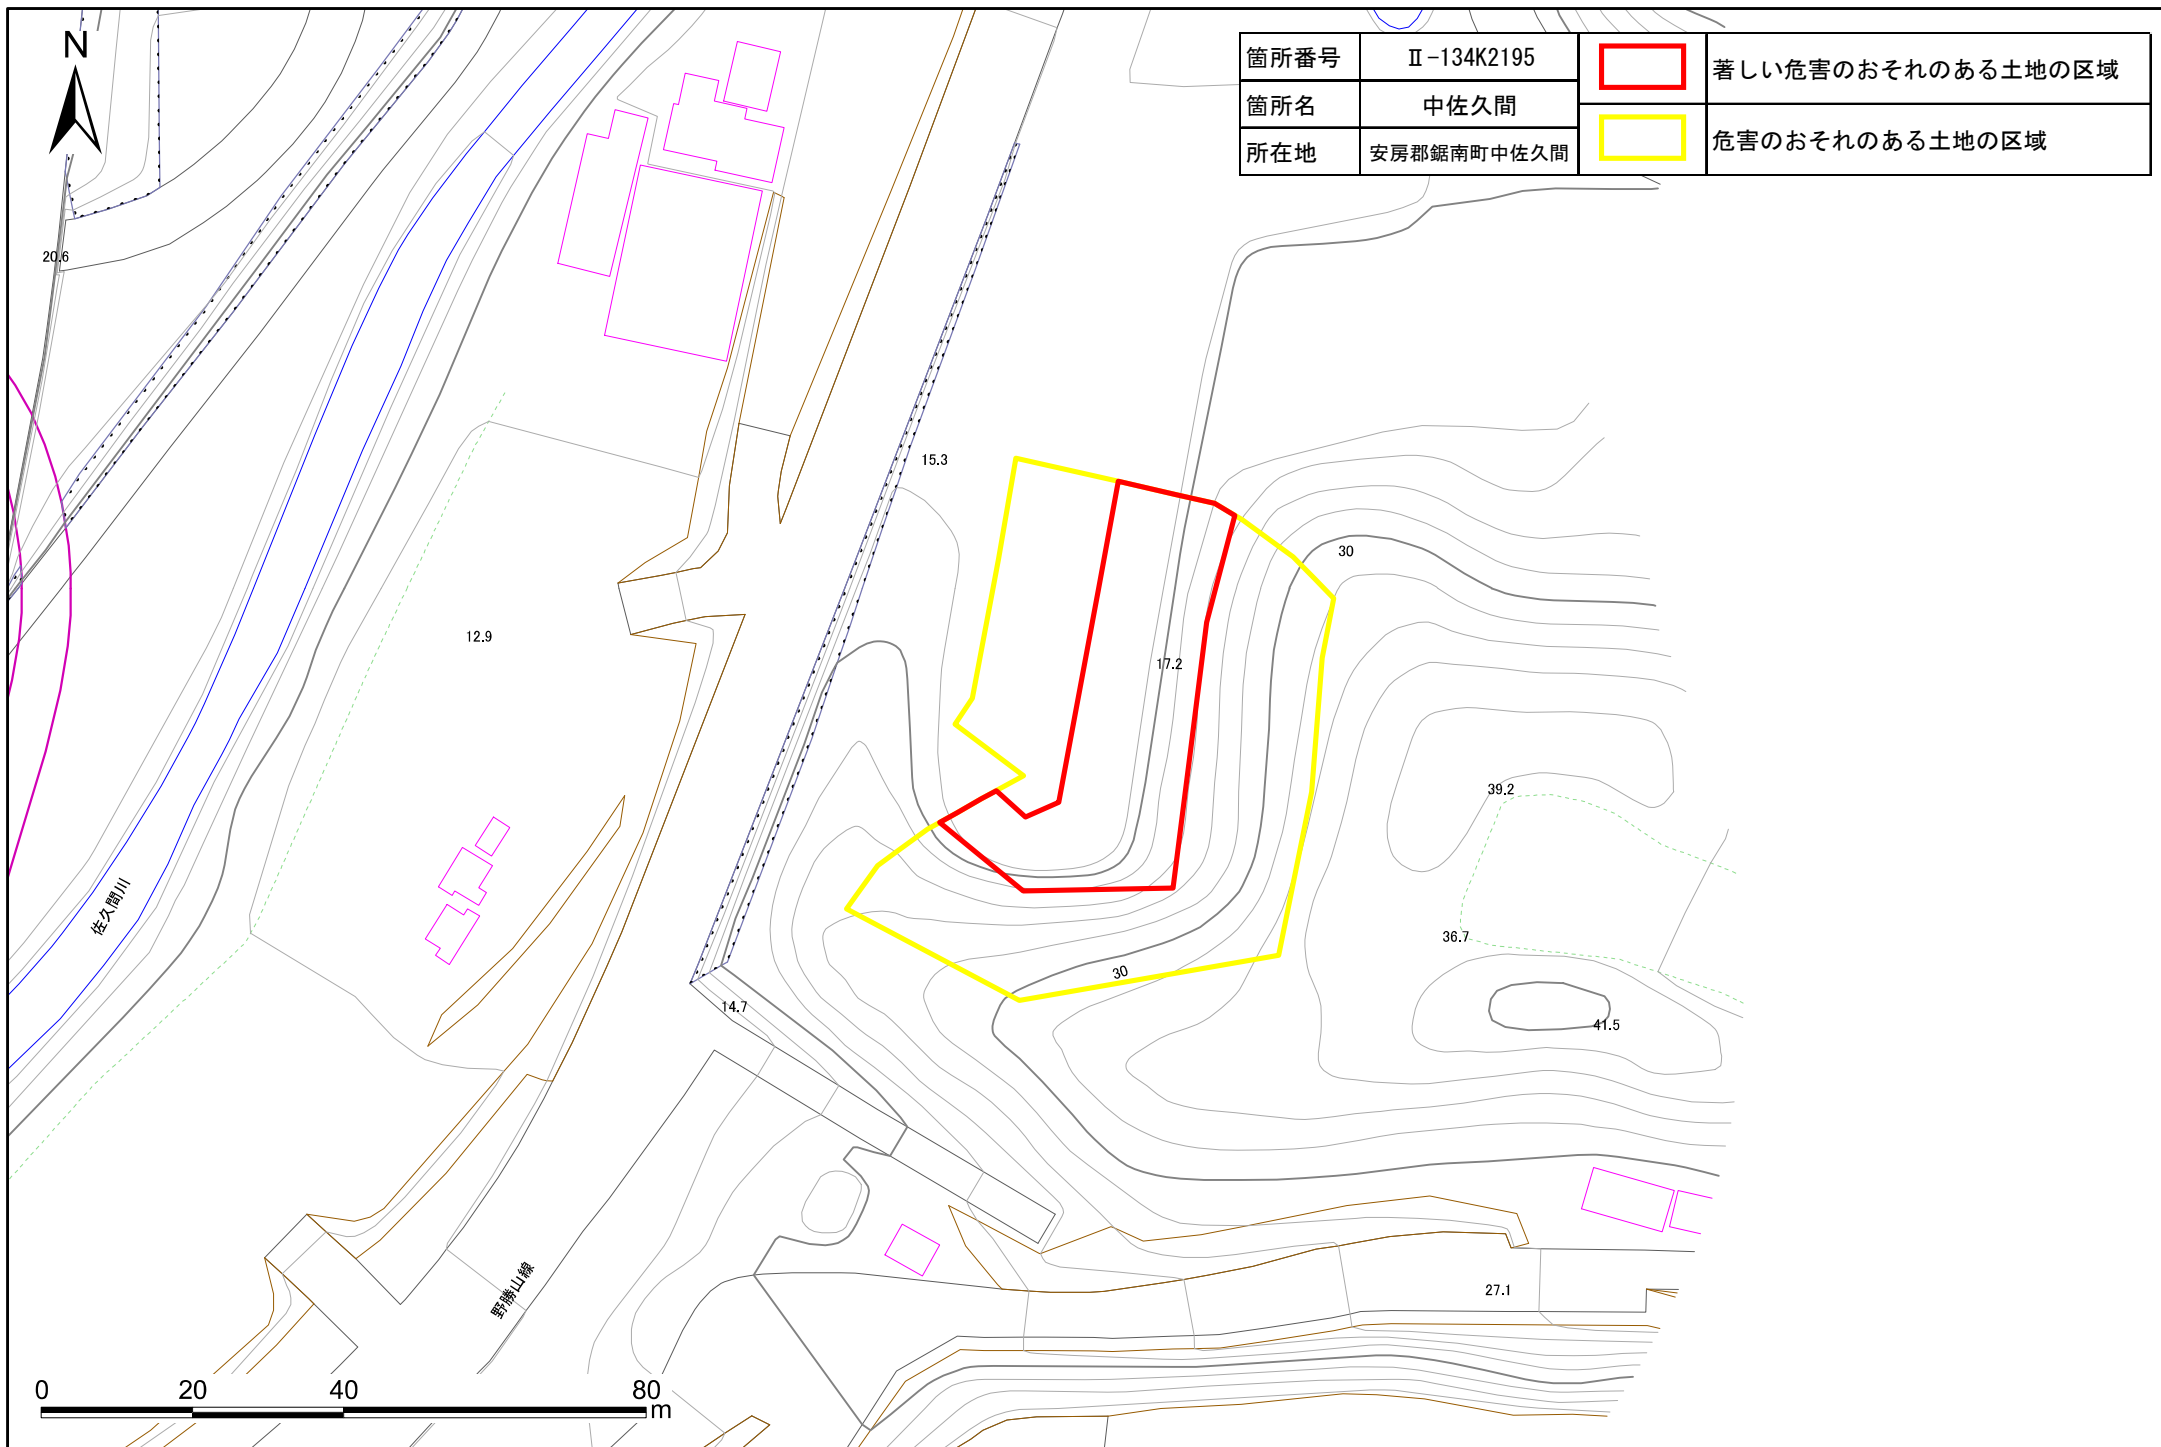 N
箇所番号 Ⅱ-134K2195
箇所名 中佐久間
所在地 安房郡鋸南町中佐久間
著しい危害のおそれのある土地の区域
危害のおそれのある土地の区域
20.6
15.3
30
12.9
17.2
39.2
佐久間川
36.7
30
14.7
41.5
野勝山線
27.1
0 20 40 80
m